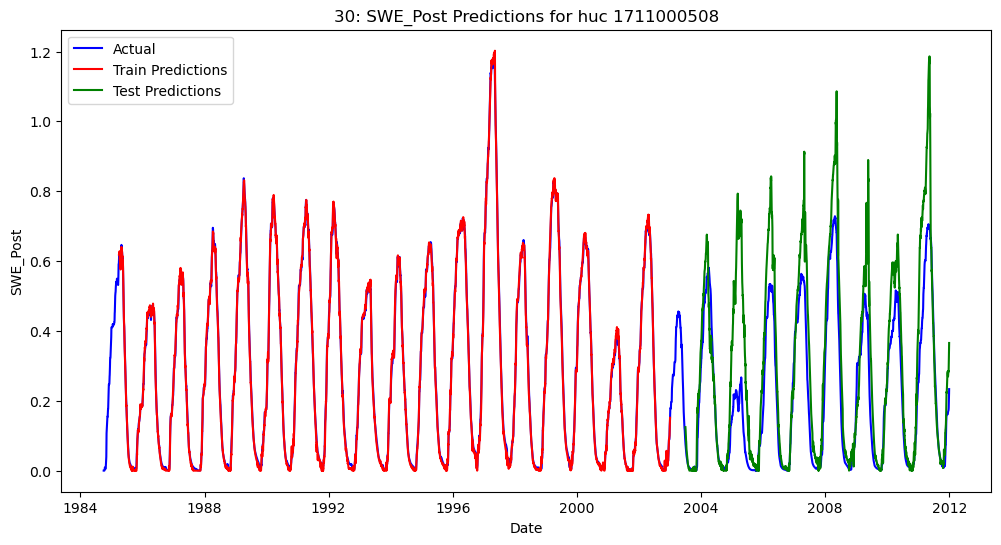 30: SWE_Post Predictions for huc 1711000508
Actual
Train Predictions
Test Predictions
SWE_Post
1.2
1.0
0.8
0.6
0.4
0.2
0.0
1984 1988 1992 1996 2000 2004 2008 2012
Date